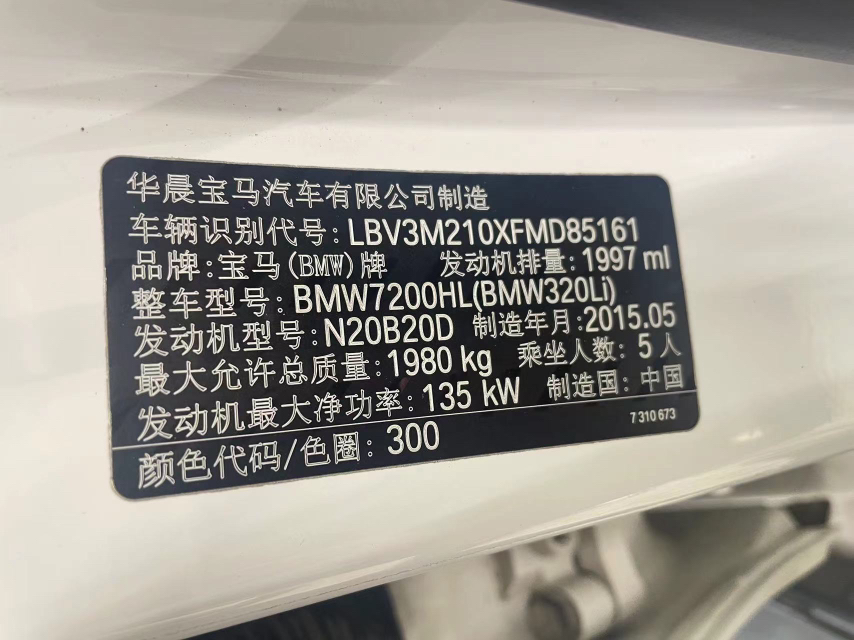 华晨宝马汽车有限公司制造
车辆识别代号: LBV3M210XFMD85161
品牌: 宝马(BMW)牌 发动机排量: 1997 ml
整车型号: BMW7200HL(BMW320Li)
发动机型号: N20B20D 制造年月: 2015.05
最大允许总质量: 1980 kg 乘坐人数: 5 人
发动机最大净功率: 135 kW 制造国: 中国
7 310 673
颜色代码/色圈: 300